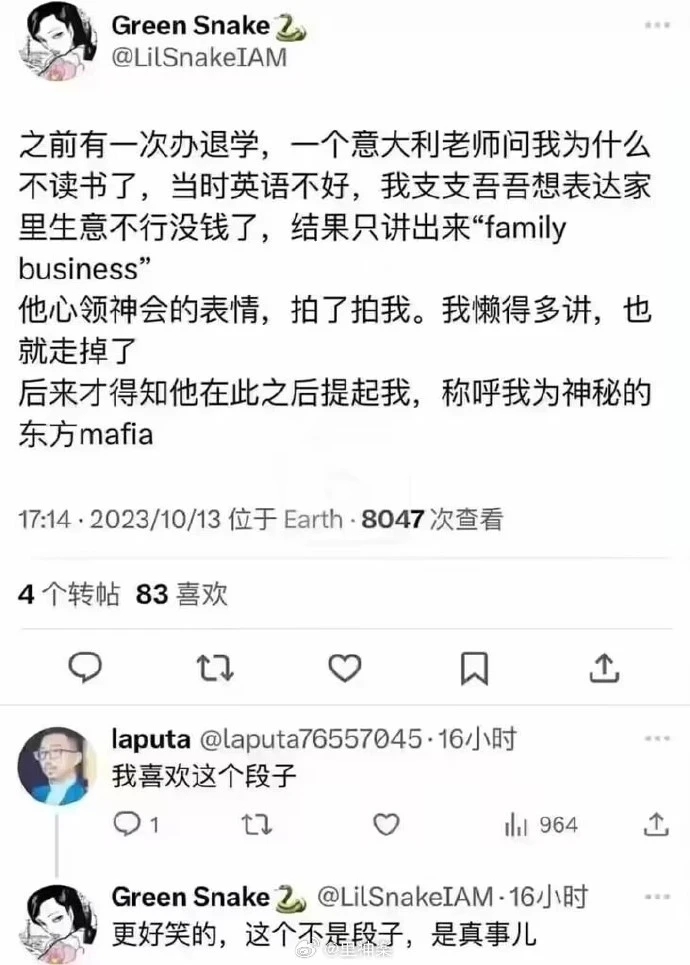 Green Snake🐍
@LilSnakeIAM
之前有一次办退学，一个意大利老师问我为什么
不读书了，当时英语不好，我支支吾吾想表达家
里生意不行没钱了，结果只讲出来“family
business”
他心领神会的表情，拍了拍我。我懒得多讲，也
就走掉了
后来才得知他在此之后提起我，称呼我为神秘的
东方mafia
17:14 · 2023/10/13 位于 Earth · 8047 次查看
4 个转帖 83 喜欢
laputa @laputa76557045 · 16小时
我喜欢这个段子
1 964
Green Snake🐍 @LilSnakeIAM · 16小时
更好笑的，这个不是段子，是真事儿